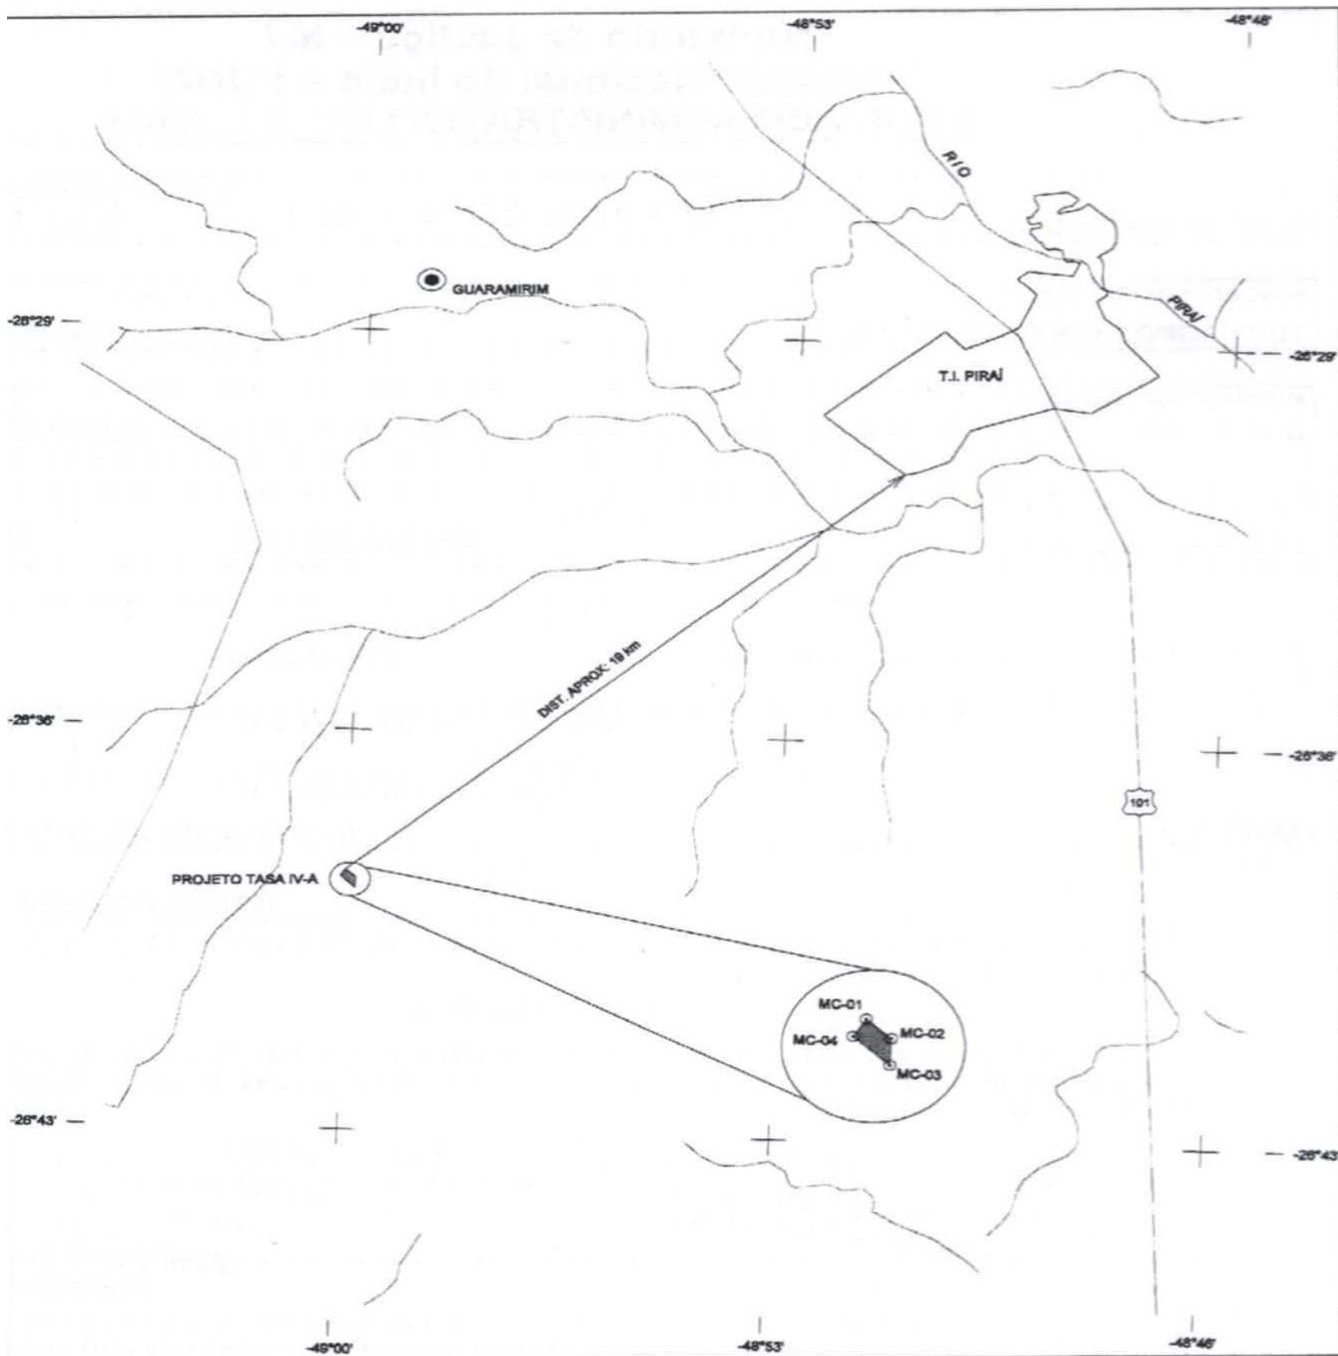 -49°00'
-48°53'
-48°46'
RIO
GUARAMIRIM
PIRAÍ
-26°29'
-26°29'
T.I. PIRAÍ
DIST. APROX: 19 km
-26°36'
-26°36'
101
PROJETO TASA IV-A
MC-01
MC-02
MC-04
MC-03
-26°43'
-26°43'
-49°00'
-48°53'
-48°46'